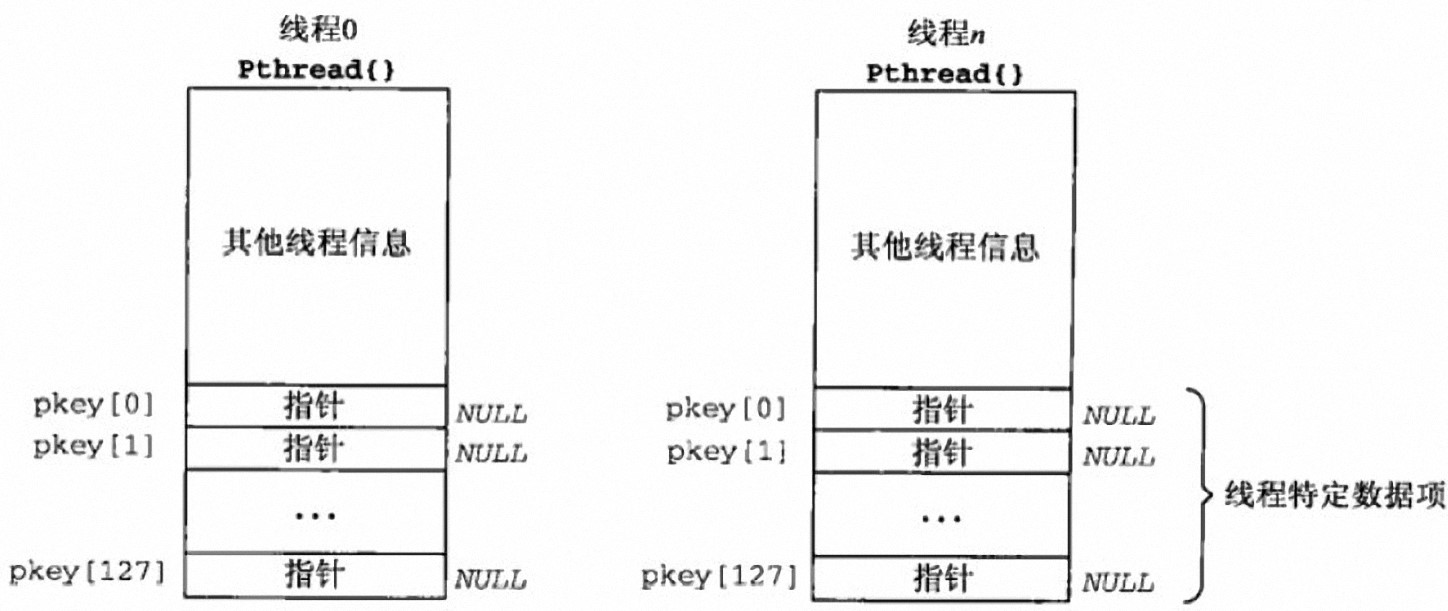 线程0
Pthread{}
其他线程信息
pkey[0] 指针 NULL
pkey[1] 指针 NULL
...
pkey[127] 指针 NULL
线程n
Pthread{}
其他线程信息
pkey[0] 指针 NULL
pkey[1] 指针 NULL
...
pkey[127] 指针 NULL
线程特定数据项